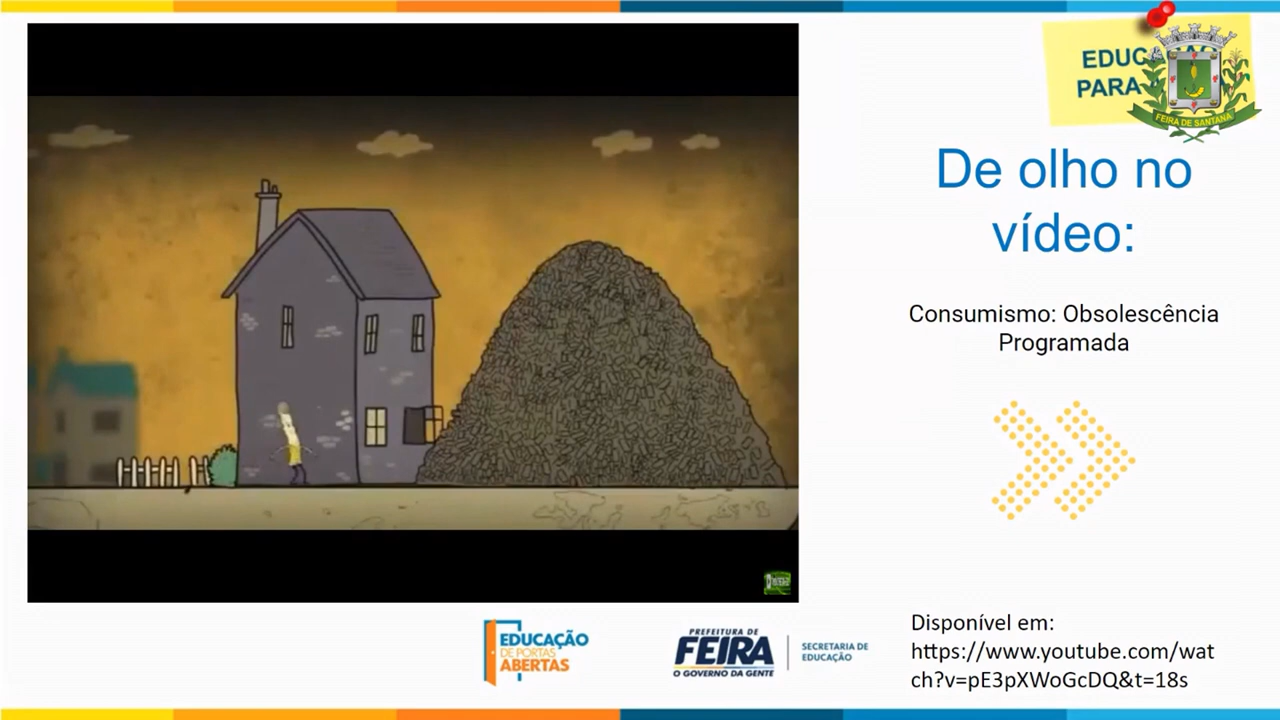 EDUC
PARA
FEIRA DE SANTANA
De olho no
vídeo:
Consumismo: Obsolescência
Programada
EDUCAÇÃO
DE PORTAS
ABERTAS
PREFEITURA DE
FEIRA
O GOVERNO DA GENTE
SECRETARIA DE
EDUCAÇÃO
Disponível em:
https://www.youtube.com/wat
ch?v=pE3pXWoGcDQ&t=18s